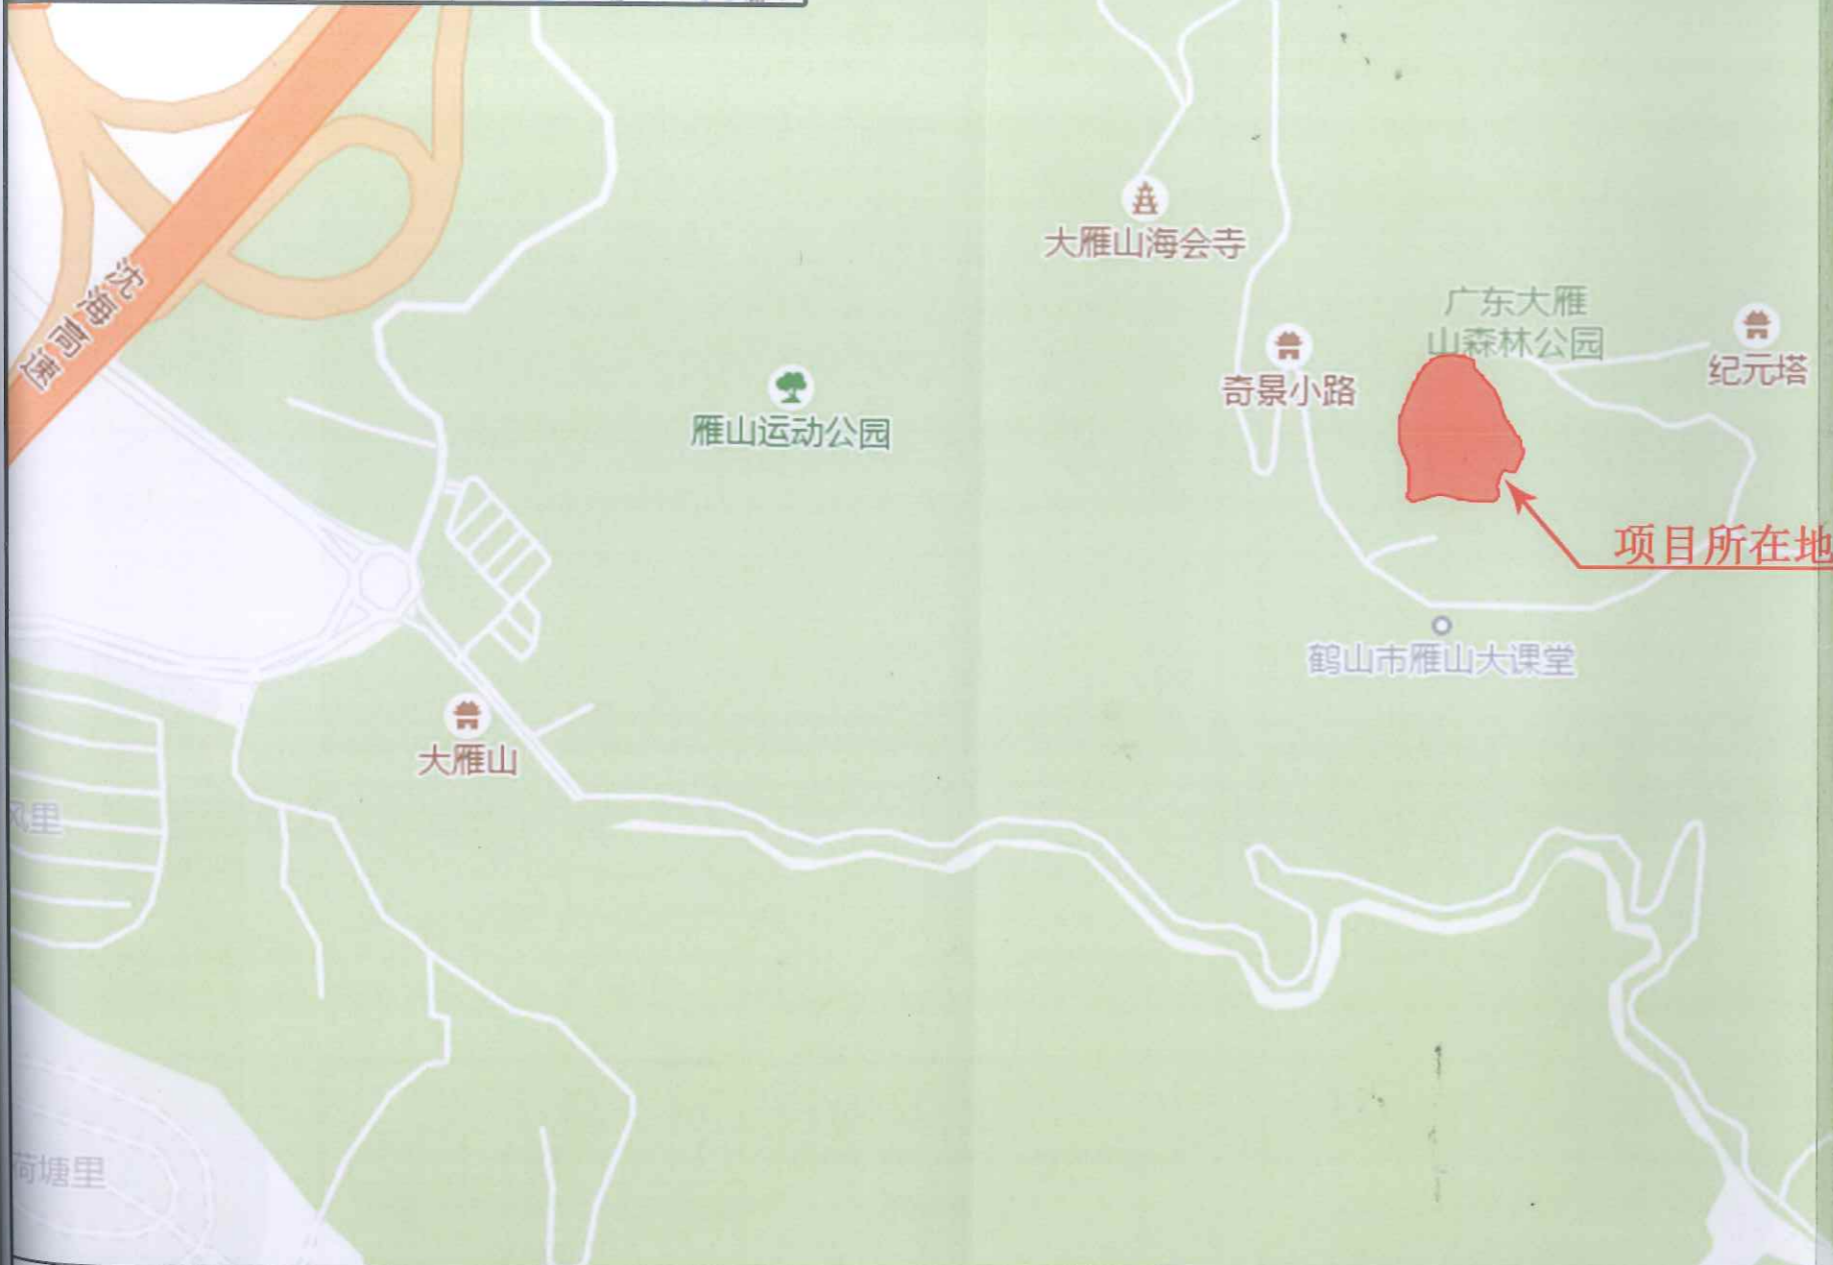 沈海高速
大雁山海会寺
广东大雁
山森林公园
纪元塔
奇景小路
雁山运动公园
项目所在地
鹤山市雁山大课堂
大雁山
风里
荷塘里